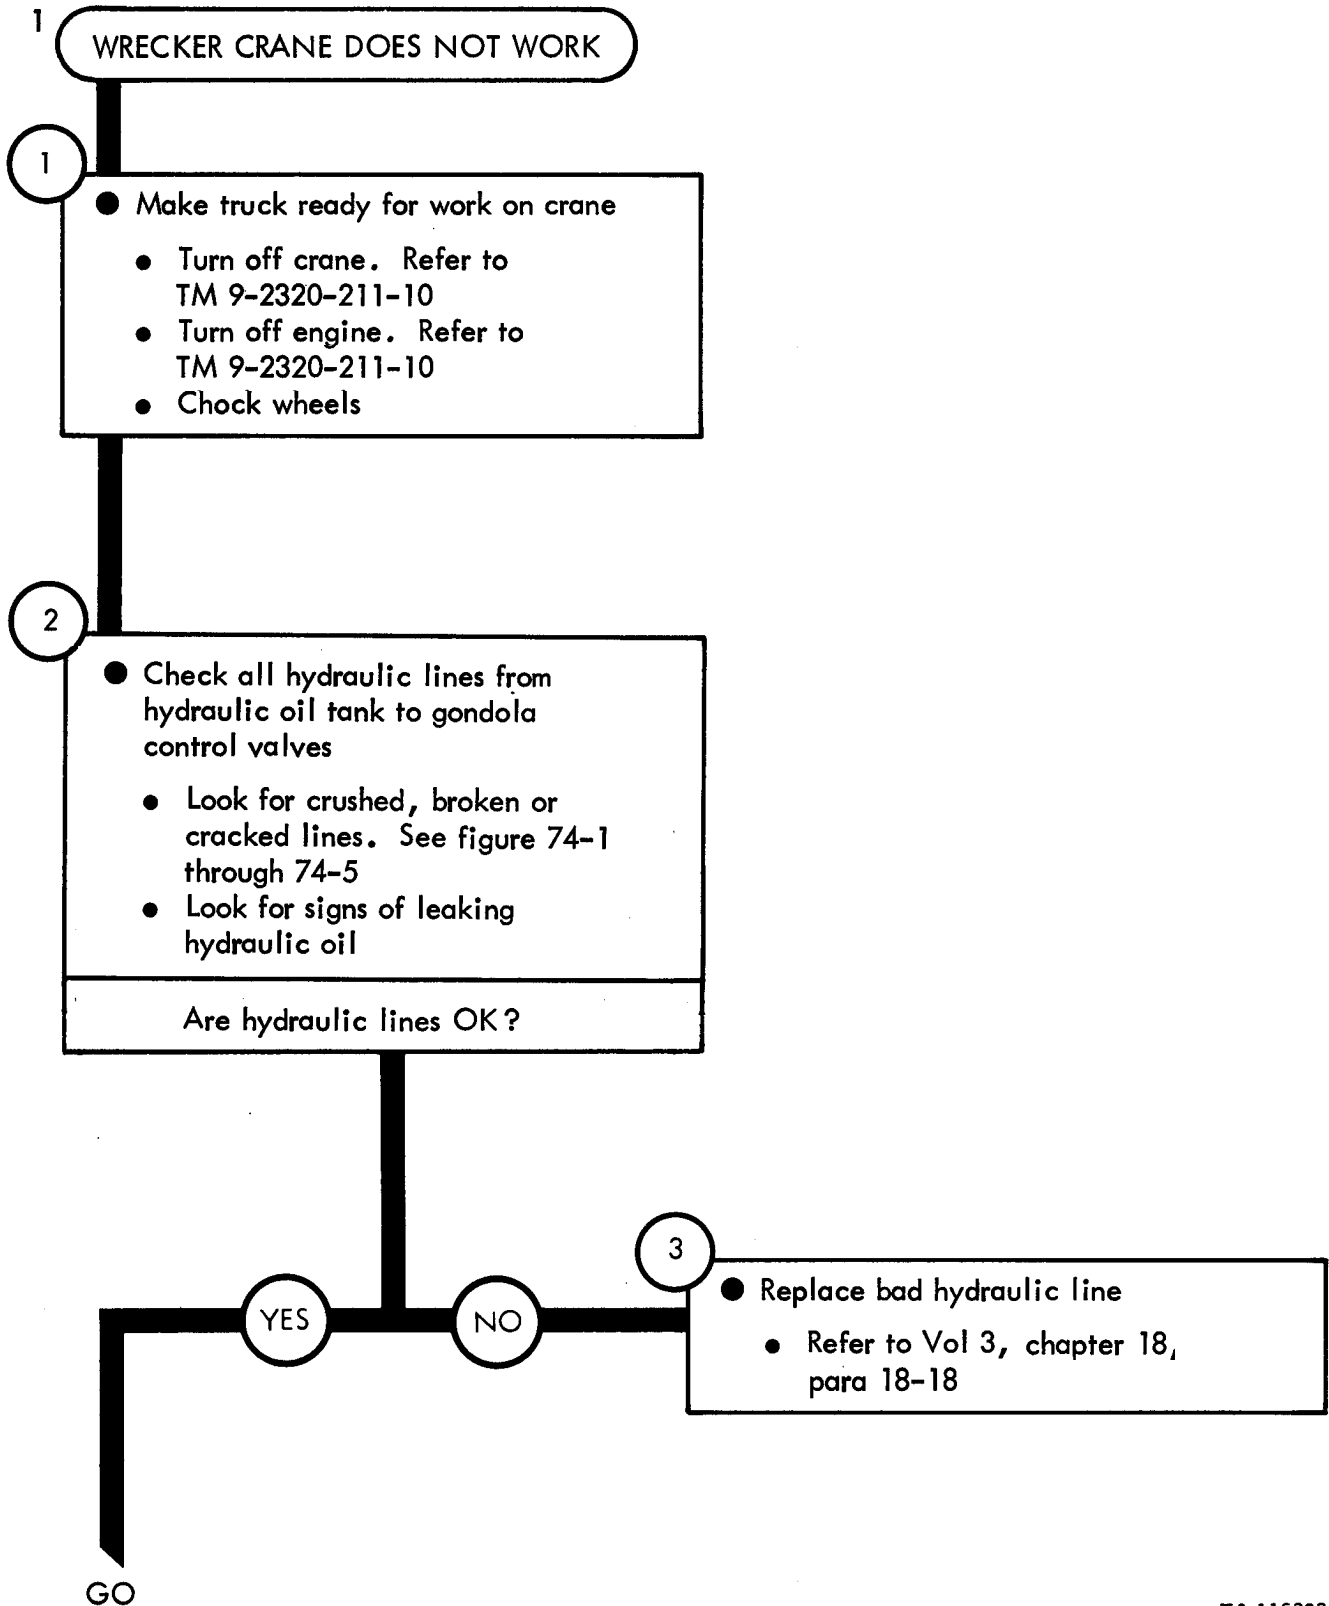 1
WRECKER CRANE DOES NOT WORK
1
● Make truck ready for work on crane
● Turn off crane. Refer to
TM 9-2320-211-10
● Turn off engine. Refer to
TM 9-2320-211-10
● Chock wheels
2
● Check all hydraulic lines from
hydraulic oil tank to gondola
control valves
● Look for crushed, broken or
cracked lines. See figure 74-1
through 74-5
● Look for signs of leaking
hydraulic oil
Are hydraulic lines OK?
YES
NO
3
● Replace bad hydraulic line
● Refer to Vol 3, chapter 18,
para 18-18
GO